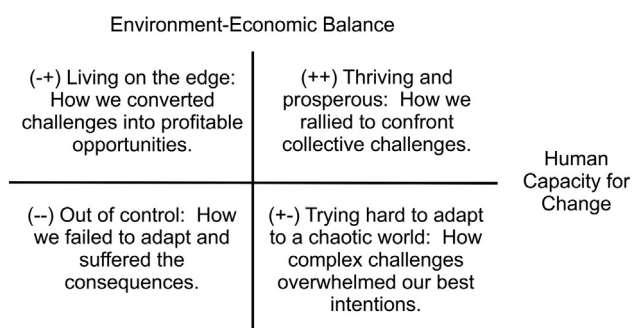 Environment-Economic Balance
(-+) Living on the edge:
How we converted
challenges into profitable
opportunities.
(++) Thriving and
prosperous:  How we
rallied to confront
collective challenges.
Human
Capacity for
Change
(--) Out of control:  How
we failed to adapt and
suffered the
consequences.
(+-) Trying hard to adapt
to a chaotic world:  How
complex challenges
overwhelmed our best
intentions.